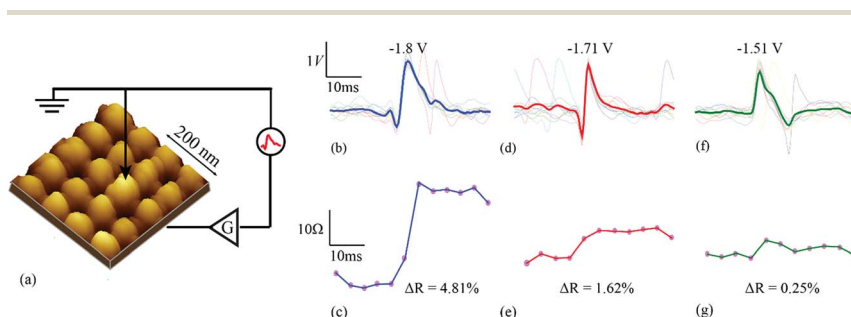 -1.8 V
-1.71 V
-1.51 V
1V
10ms
200 nm
(b)
(d)
(f)
G
10Ω
10ms
(a)
ΔR = 4.81%
ΔR = 1.62%
ΔR = 0.25%
(c)
(e)
(g)